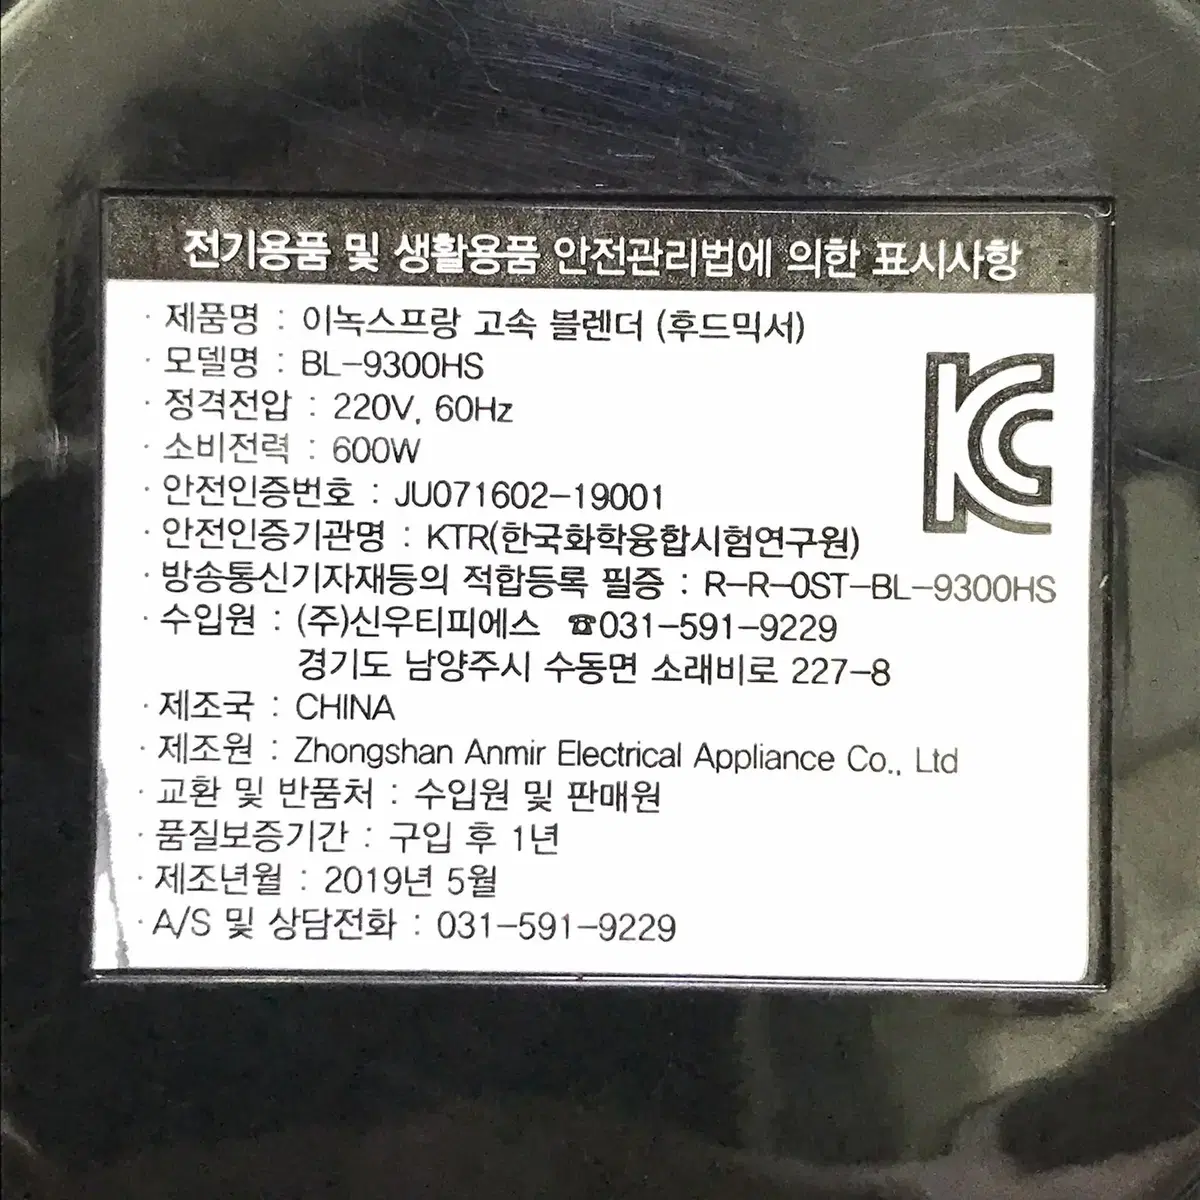 전기용품 및 생활용품 안전관리법에 의한 표시사항
· 제품명 : 이녹스프랑 고속 블렌더 (후드믹서)
· 모델명 : BL-9300HS
· 정격전압 : 220V, 60Hz
· 소비전력 : 600W
· 안전인증번호 : JU071602-19001
· 안전인증기관명 : KTR(한국화학융합시험연구원)
· 방송통신기자재등의 적합등록 필증 : R-R-0ST-BL-9300HS
· 수입원 : (주)신우티피에스 ☎031-591-9229
경기도 남양주시 수동면 소래비로 227-8
· 제조국 : CHINA
· 제조원 : Zhongshan Anmir Electrical Appliance Co., Ltd
· 교환 및 반품처 : 수입원 및 판매원
· 품질보증기간 : 구입 후 1년
· 제조년월 : 2019년 5월
· A/S 및 상담전화 : 031-591-9229
KC